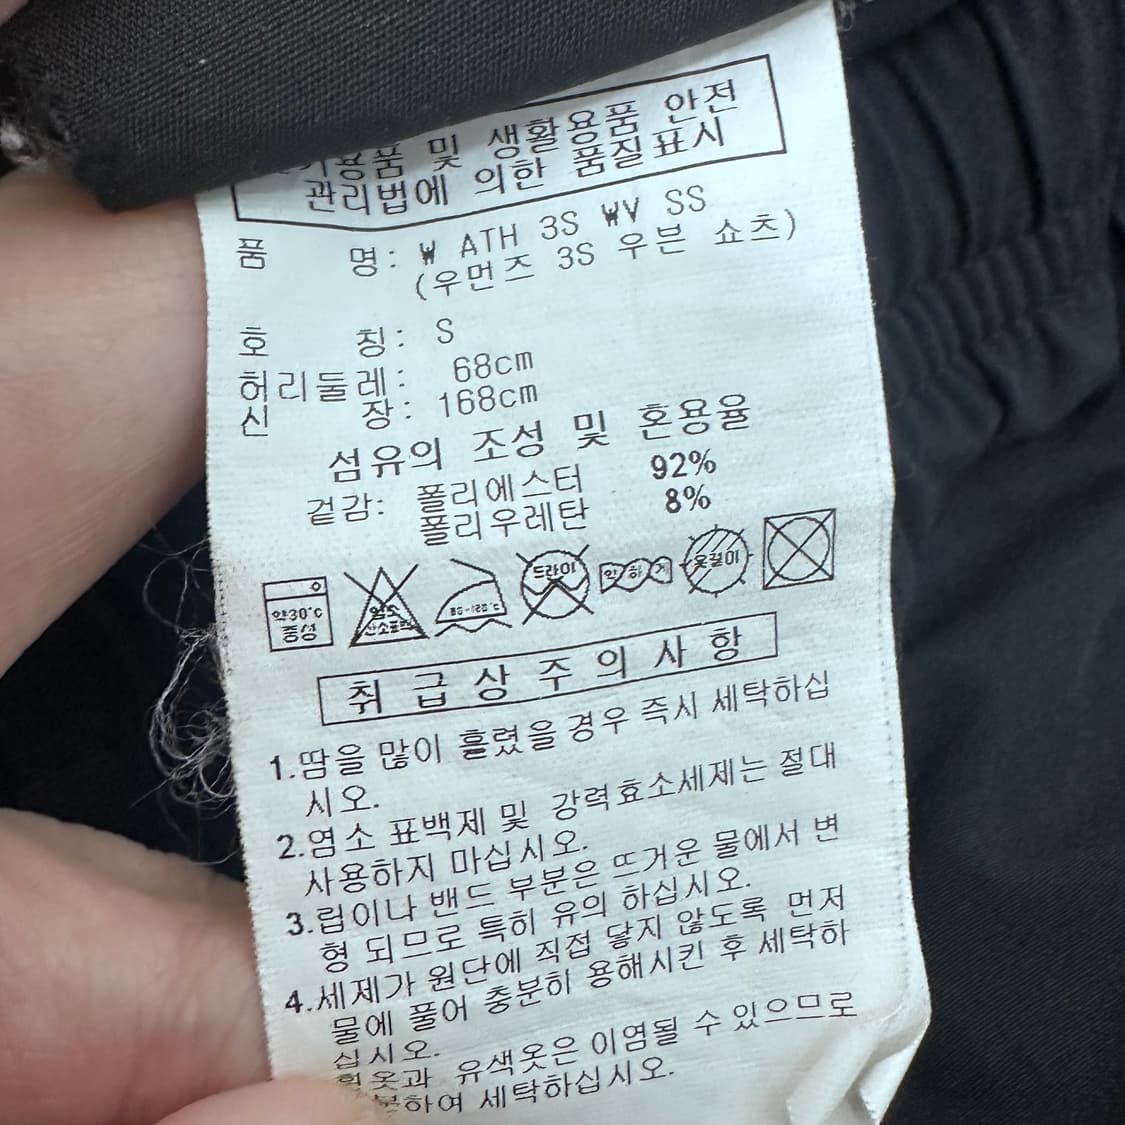 기용품 및 생활용품 안전
관리법에 의한 품질표시
품 명: W ATH 3S WV SS
(우먼즈 3S 우븐 쇼츠)
호 칭: S
허리둘레: 68cm
신 장: 168cm
섬유의 조성 및 혼용율
겉감: 폴리에스터 92%
폴리우레탄 8%
약30°C
중성
염소
산소표백
80-120°C
드라이
약하게
옷걸이
취급상주의사항
1.땀을 많이 흘렸을 경우 즉시 세탁하십
시오.
2.염소 표백제 및 강력효소세제는 절대
사용하지 마십시오.
3.립이나 밴드 부분은 뜨거운 물에서 변
형 되므로 특히 유의 하십시오.
4.세제가 원단에 직접 닿지 않도록 먼저
물에 풀어 충분히 용해시킨 후 세탁하
십시오.
흰옷과 유색옷은 이염될 수 있으므로
하여 세탁하십시오.